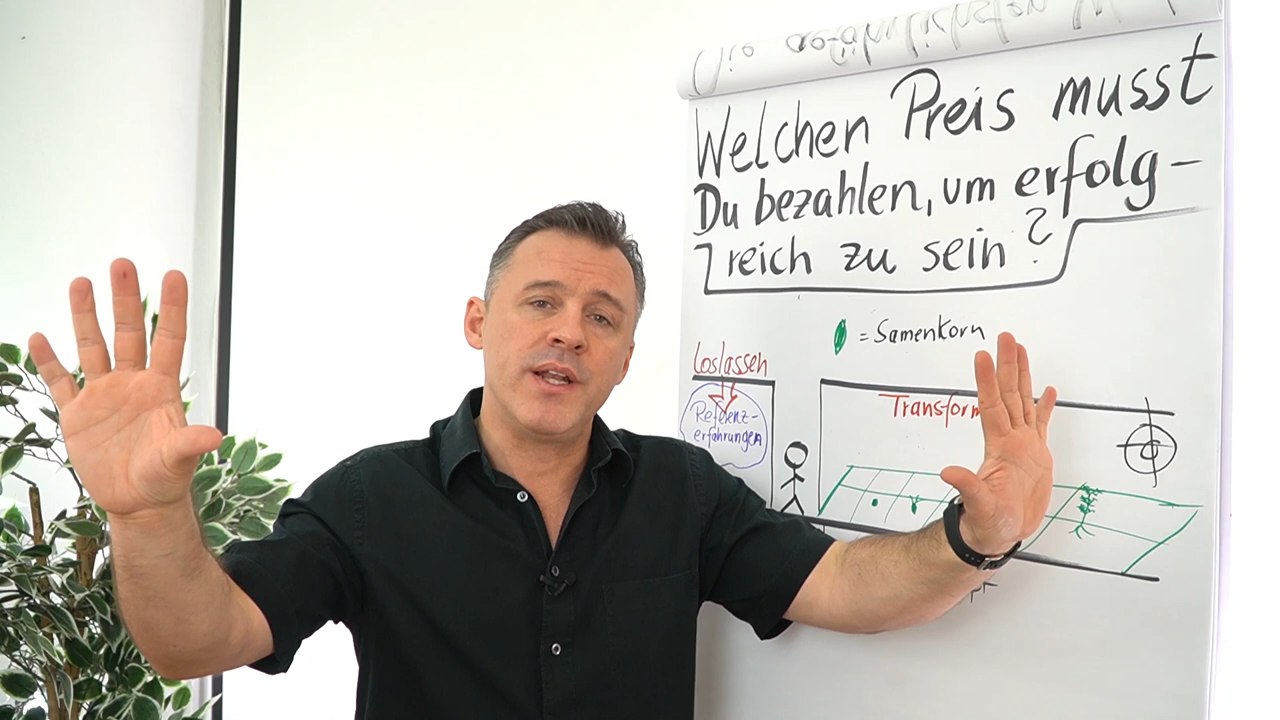 Welchen Preis musst
Du bezahlen, um erfolg-
reich zu sein?
= Samenkorn
Loslassen
Referenz-
erfahrungen
Transform